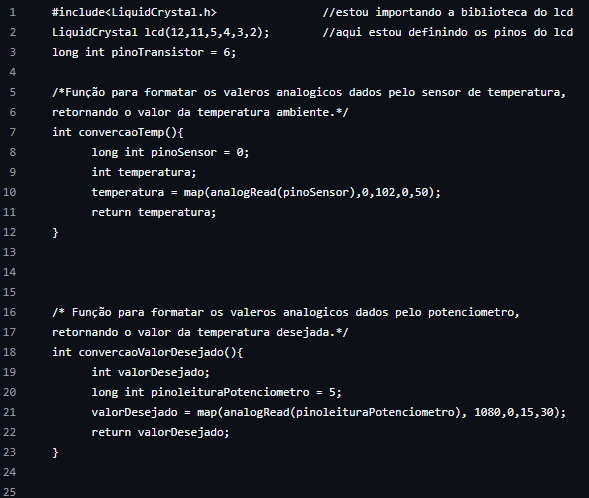 1 #include<LiquidCrystal.h> //estou importando a biblioteca do lcd
2 LiquidCrystal lcd(12,11,5,4,3,2); //aqui estou definindo os pinos do lcd
3 long int pinoTransistor = 6;
4
5 /*Função para formatar os valeros analogicos dados pelo sensor de temperatura,
6 retornando o valor da temperatura ambiente.*/
7 int convercaoTemp(){
8 long int pinoSensor = 0;
9 int temperatura;
10 temperatura = map(analogRead(pinoSensor),0,102,0,50);
11 return temperatura;
12 }
13
14
15
16 /* Função para formatar os valeros analogicos dados pelo potenciometro,
17 retornando o valor da temperatura desejada.*/
18 int convercaoValorDesejado(){
19 int valorDesejado;
20 long int pinoleituraPotenciometro = 5;
21 valorDesejado = map(analogRead(pinoleituraPotenciometro), 1080,0,15,30);
22 return valorDesejado;
23 }
24
25